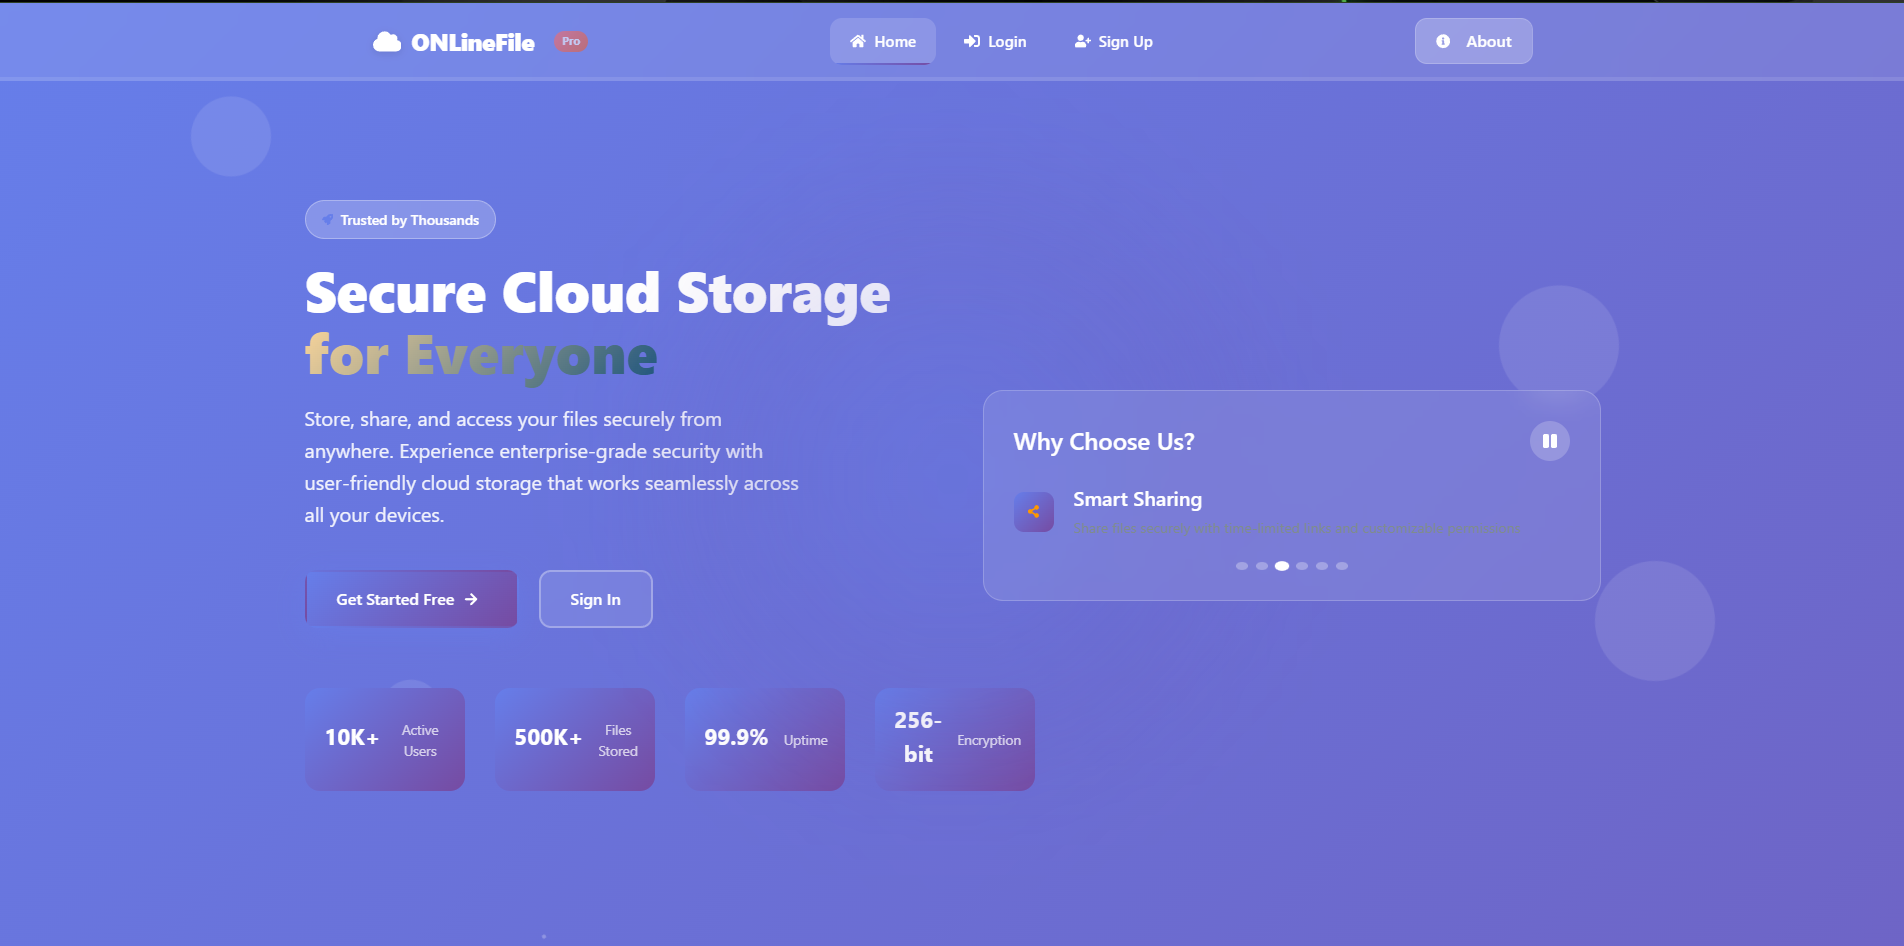 ONLineFile Pro
Home
Login
Sign Up
About
Trusted by Thousands
Secure Cloud Storage
for Everyone
Store, share, and access your files securely from
anywhere. Experience enterprise-grade security with
user-friendly cloud storage that works seamlessly across
all your devices.
Get Started Free
Sign In
Why Choose Us?
Smart Sharing
10K+
Active
Users
500K+
Files
Stored
99.9%
Uptime
256-
bit
Encryption